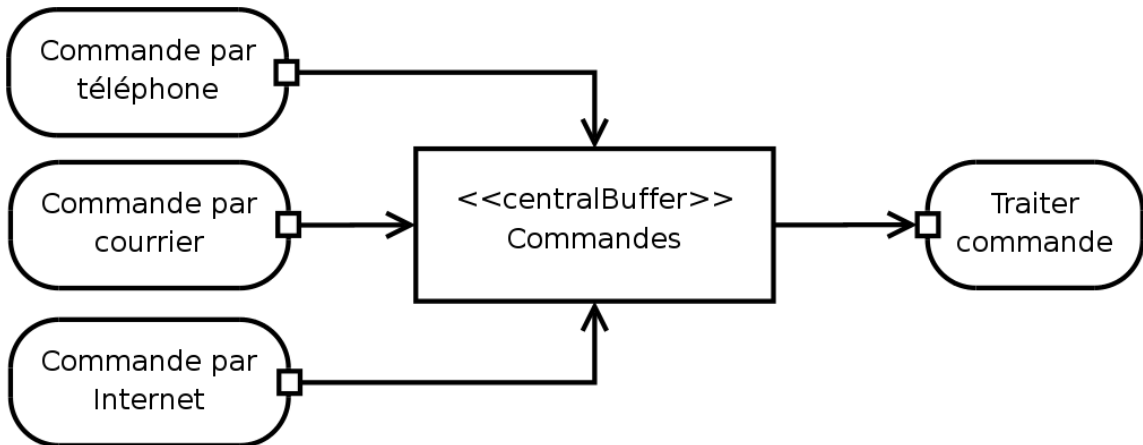 Commande par
téléphone
Commande par
courrier
Commande par
Internet
<<centralBuffer>>
Commandes
Traiter
commande